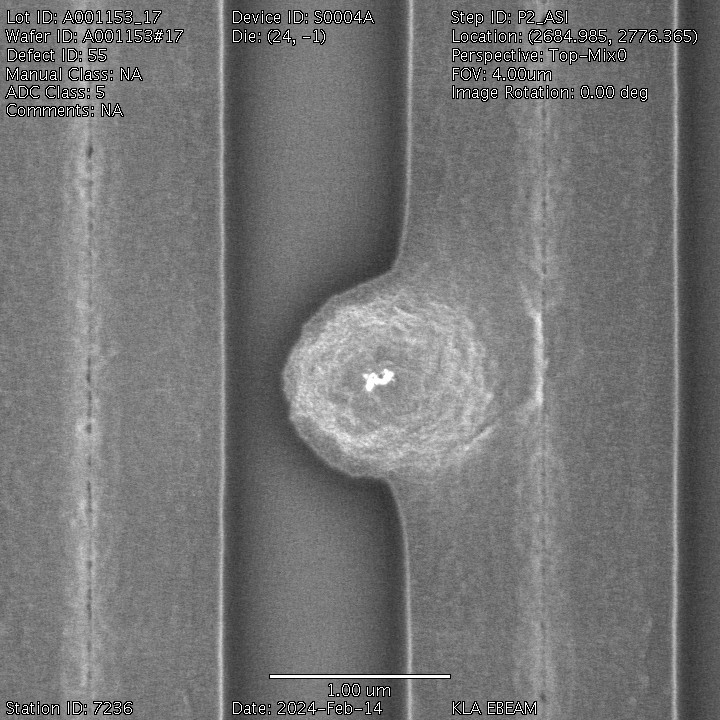 Lot ID: A001153_17
Device ID: S0004A
Step ID: P2_ASI
Wafer ID: A001153#17
Die: (24, -1)
Location: (2684.985, 2776.365)
Defect ID: 55
Perspective: Top-Mix0
Manual Class: NA
FOV: 4.00um
ADC Class: 5
Image Rotation: 0.00 deg
Comments: NA
1.00 um
Station ID: 7236
Date: 2024-Feb-14
KLA EBEAM